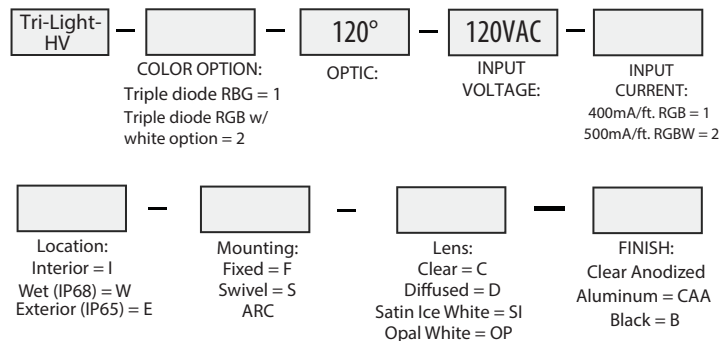 Tri-Light-
HV
–
–
120°
–
120VAC
–
COLOR OPTION:
Triple diode RBG = 1
Triple diode RGB w/
white option = 2
OPTIC:
INPUT
VOLTAGE:
INPUT
CURRENT:
400mA/ft. RGB = 1
500mA/ft. RGBW = 2
–
–
–
Location:
Interior = I
Wet (IP68) = W
Exterior (IP65) = E
Mounting:
Fixed = F
Swivel = S
ARC
Lens:
Clear = C
Diffused = D
Satin Ice White = SI
Opal White = OP
FINISH:
Clear Anodized
Aluminum = CAA
Black = B